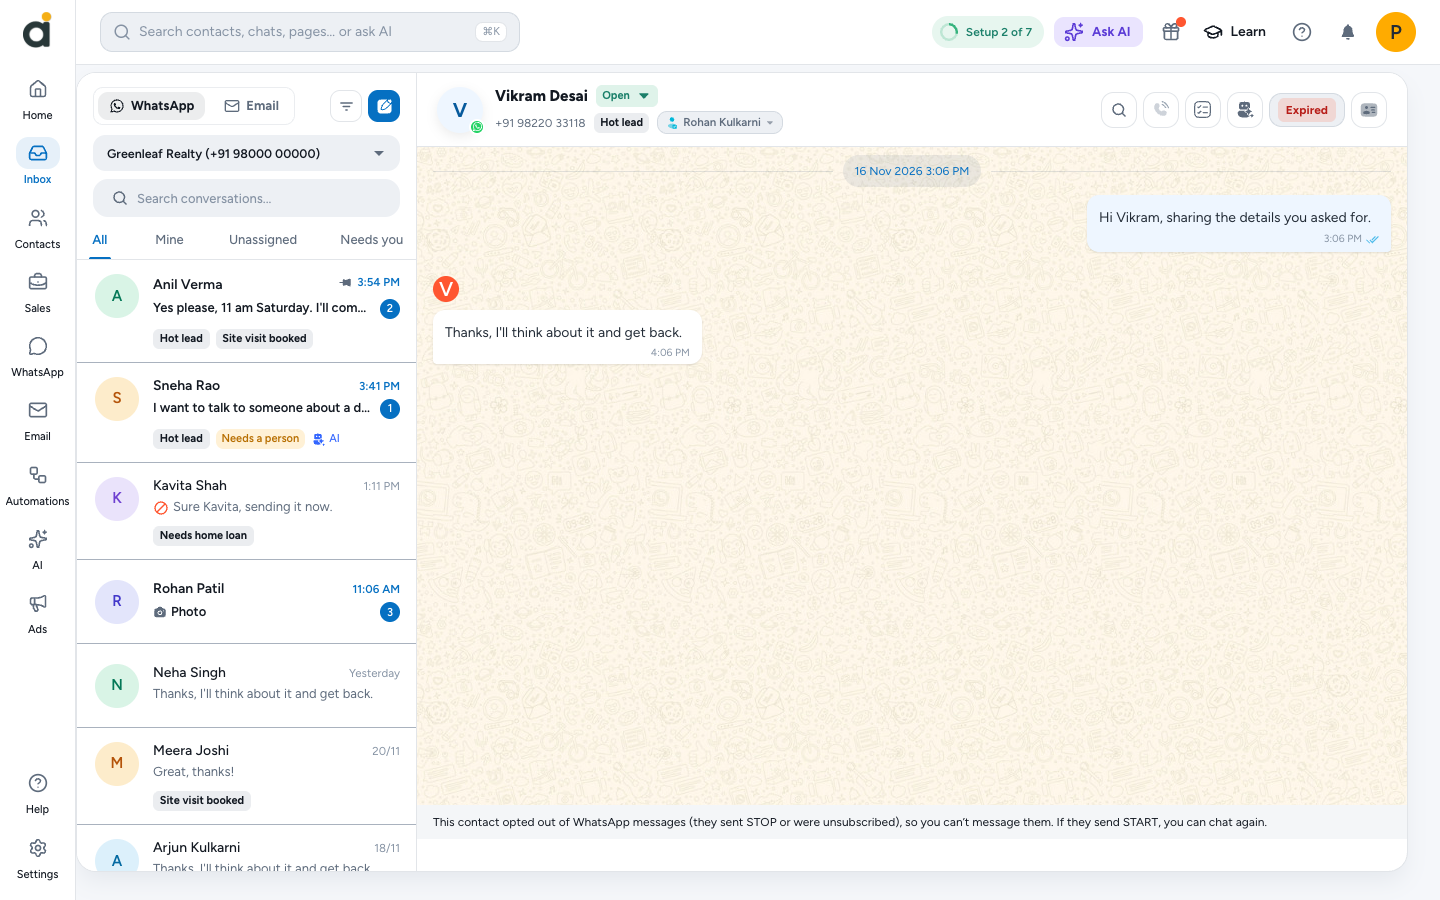 Search contacts, chats, pages... or ask AI
⌘K
Setup 2 of 7
Ask AI
Learn
P
Home
Inbox
Contacts
Sales
WhatsApp
Email
Automations
AI
Ads
Help
Settings
WhatsApp
Email
Greenleaf Realty (+91 98000 00000)
Search conversations...
All
Mine
Unassigned
Needs you
A
Anil Verma
3:54 PM
Yes please, 11 am Saturday. I'll com...
2
Hot lead
Site visit booked
S
Sneha Rao
3:41 PM
I want to talk to someone about a d...
1
Hot lead
Needs a person
AI
K
Kavita Shah
1:11 PM
Sure Kavita, sending it now.
Needs home loan
R
Rohan Patil
11:06 AM
Photo
3
N
Neha Singh
Yesterday
Thanks, I'll think about it and get back.
M
Meera Joshi
20/11
Great, thanks!
Site visit booked
A
Arjun Kulkarni
18/11
Thanks, I'll think about it and get back.
V
Vikram Desai
Open
+91 98220 33118
Hot lead
Rohan Kulkarni
Expired
16 Nov 2026 3:06 PM
Hi Vikram, sharing the details you asked for.
3:06 PM
V
Thanks, I'll think about it and get back.
4:06 PM
This contact opted out of WhatsApp messages (they sent STOP or were unsubscribed), so you can't message them. If they send START, you can chat again.